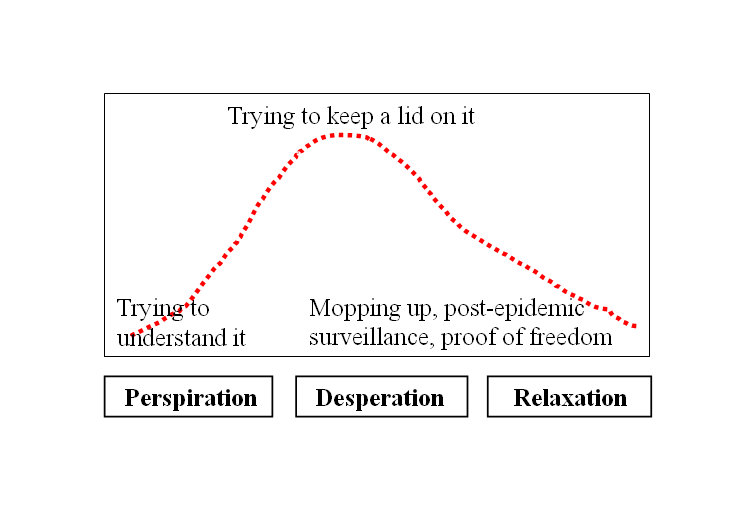 Trying to keep a lid on it
Trying to
understand it
Mopping up, post-epidemic
surveillance, proof of freedom
Perspiration
Desperation
Relaxation